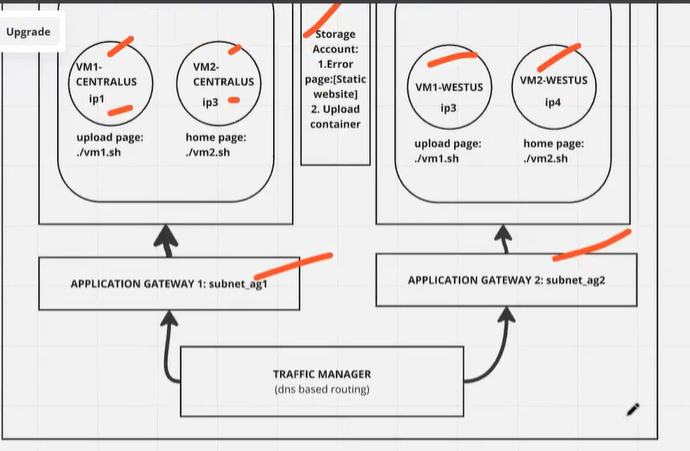 Upgrade
VM1-
CENTRALUS
ip1
VM2-
CENTRALUS
ip3
upload page:
./vm1.sh
home page:
./vm2.sh
Storage
Account:
1.Error
page:[Static
website]
2. Upload
container
VM1-WESTUS
ip3
VM2-WESTUS
ip4
upload page:
./vm1.sh
home page:
./vm2.sh
APPLICATION GATEWAY 1: subnet_ag1
APPLICATION GATEWAY 2: subnet_ag2
TRAFFIC MANAGER
(dns based routing)